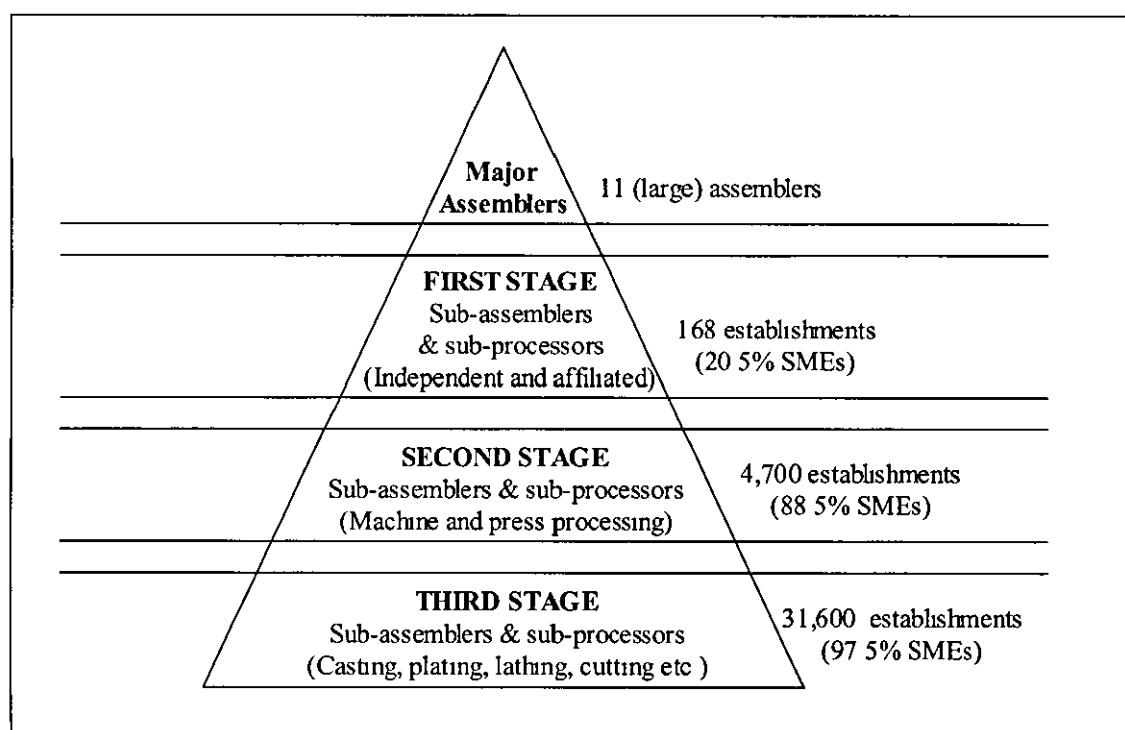 Major
Assemblers
11 (large) assemblers
FIRST STAGE
Sub-assemblers
& sub-processors
(Independent and affiliated)
168 establishments
(20 5% SMEs)
SECOND STAGE
Sub-assemblers & sub-processors
(Machine and press processing)
4,700 establishments
(88 5% SMEs)
THIRD STAGE
Sub-assemblers & sub-processors
(Casting, plating, lathing, cutting etc )
31,600 establishments
(97 5% SMEs)